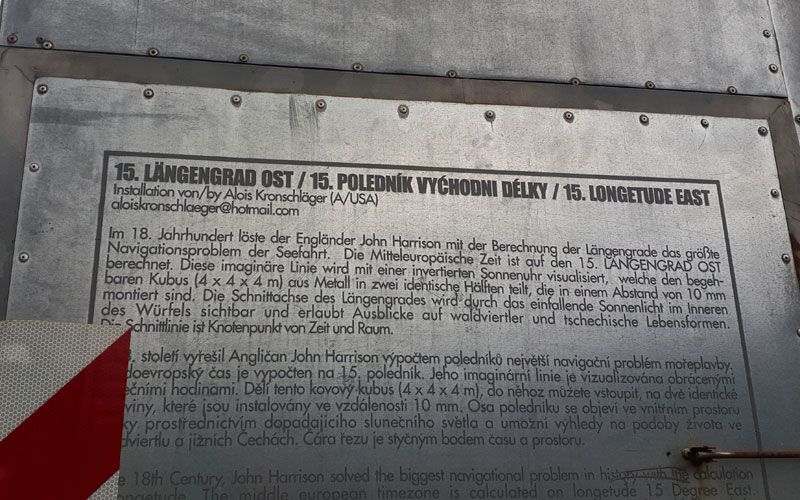 15. LÄNGENGRAD OST / 15. POLEDNÍK VYĆHODNI DÉLKY / 15. LONGETUDE EAST
Installation von/by Alois Kronschläger (A/USA)
aloiskronschlaeger@hotmail.com
Im 18. Jahrhundert löste der Engländer John Harrison mit der Berechnung der Längengrade das größte
Navigationsproblem der Seefahrt. Die Mitteleuropäische Zeit ist auf den 15. LÄNGENGRAD OST
berechnet. Diese imaginäre Linie wird mit einer invertierten Sonnenuhr visualisiert, welche den begeh-
baren Kubus (4 x 4 x 4 m) aus Metall in zwei identische Hälften teilt, die in einem Abstand von 10 mm
montiert sind. Die Schnittachse des Längengrades wird durch das einfallende Sonnenlicht im Inneren
des Würfels sichtbar und erlaubt Ausblicke auf waldviertler und tschechische Lebensformen.
Die Schnittlinie ist Knotenpunkt von Zeit und Raum.
století vyřešil Angličan John Harrison výpočtem poledníků největší navigační problém mořeplavby.
doevropský čas je vypočten na 15. poledník. Jeho imaginární linie je vizualizována obrácenými
ečními hodinami. Dělí tento kovový kubus (4 x 4 x 4 m), do něhož můžete vstoupit, na dvě identické
viny, které jsou instalovány ve vzdálenosti 10 mm. Osa poledníku se objeví ve vnitřním prostoru
ky prostřednictvím dopadajícího slunečního světla a umožní výhledy na podoby života ve
dviertlu a jižních Čechách. Čára řezu je styčným bodem času a prostoru.
18th Century, John Harrison solved the biggest navigational problem in history with the calculation
ongetude. The middle european timezone is calculated on longetude 15 Degree East